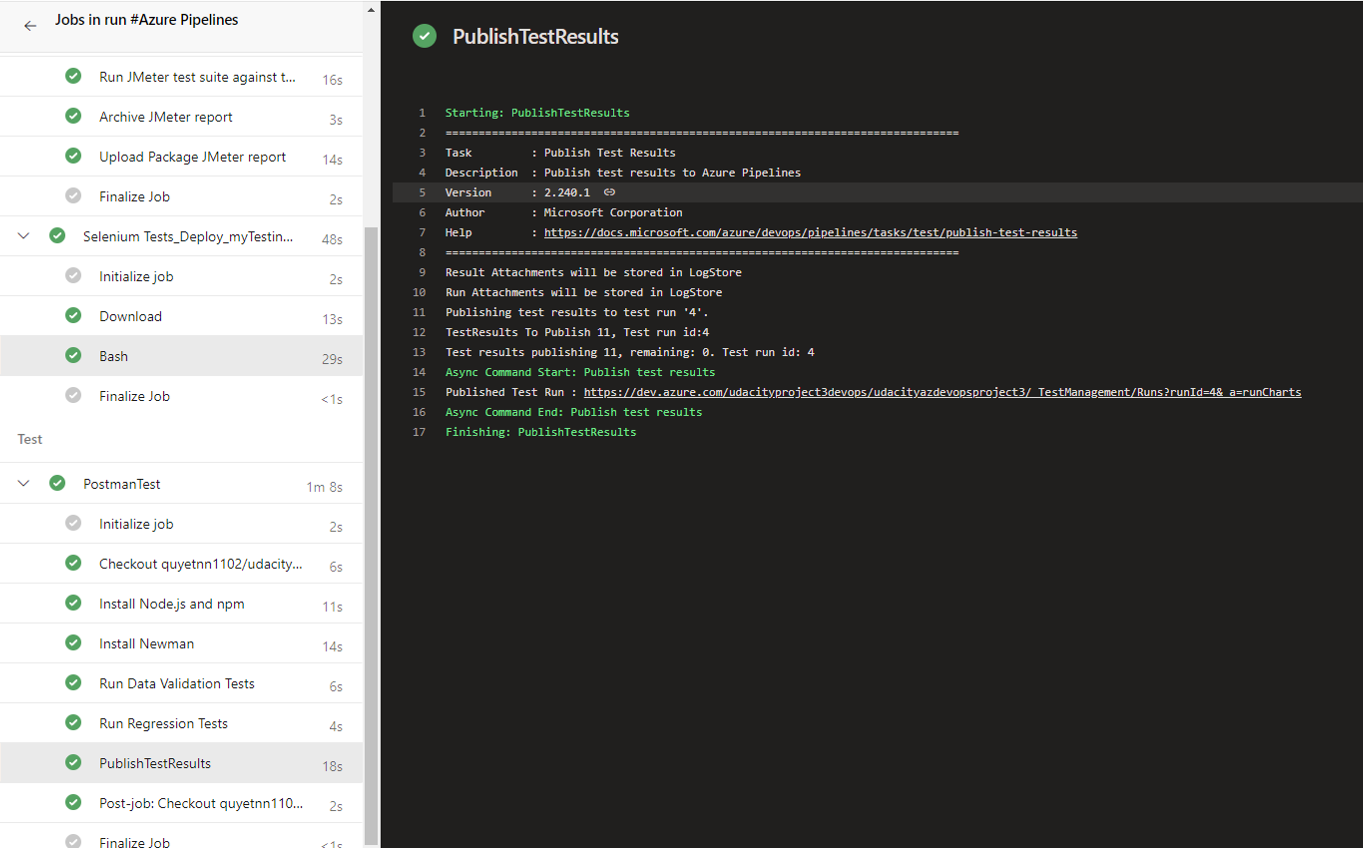 Jobs in run #Azure Pipelines
Run JMeter test suite against t... 16s
Archive JMeter report 3s
Upload Package JMeter report 14s
Finalize Job 2s
Selenium Tests_Deploy_myTestin... 48s
Initialize job 2s
Download 13s
Bash 29s
Finalize Job <1s
Test
PostmanTest 1m 8s
Initialize job 2s
Checkout quyetnn1102/udacity... 6s
Install Node.js and npm 11s
Install Newman 14s
Run Data Validation Tests 6s
Run Regression Tests 4s
PublishTestResults 18s
Post-job: Checkout quyetnn110... 2s
Finalize Job <1s
PublishTestResults
1 Starting: PublishTestResults
2 ==============================================================================
3 Task : Publish Test Results
4 Description : Publish test results to Azure Pipelines
5 Version : 2.240.1
6 Author : Microsoft Corporation
7 Help : https://docs.microsoft.com/azure/devops/pipelines/tasks/test/publish-test-results
8 ==============================================================================
9 Result Attachments will be stored in LogStore
10 Run Attachments will be stored in LogStore
11 Publishing test results to test run '4'.
12 TestResults To Publish 11, Test run id:4
13 Test results publishing 11, remaining: 0. Test run id: 4
14 Async Command Start: Publish test results
15 Published Test Run : https://dev.azure.com/udacityproject3devops/udacityazdevopsproject3/_TestManagement/Runs?runId=4&_a=runCharts
16 Async Command End: Publish test results
17 Finishing: PublishTestResults